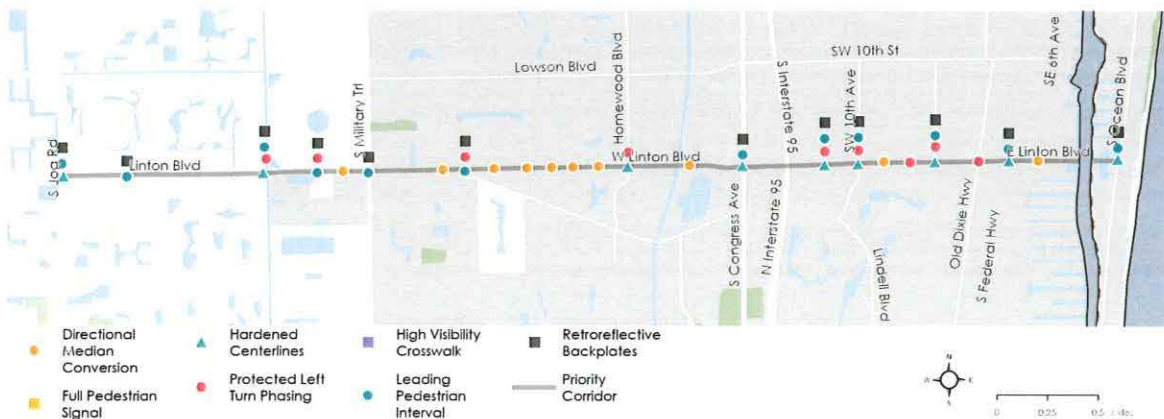 SW 10th St
Lowson Blvd
Homewood Blvd
S Interstate 95
SW 10th Ave
SE 6th Ave
S Ocean Blvd
S Military Trl
S Jog Rd
Linton Blvd
W Linton Blvd
E Linton Blvd
S Congress Ave
N Interstate 95
Lindell Blvd
Old Dixie Hwy
S Federal Hwy
Directional
Median
Conversion
Full Pedestrian
Signal
Hardened
Centerlines
Protected Left
Turn Phasing
High Visibility
Crosswalk
Leading
Pedestrian
Interval
Retroreflective
Backplates
Priority
Corridor
N
W
E
S
0 0.25 0.5